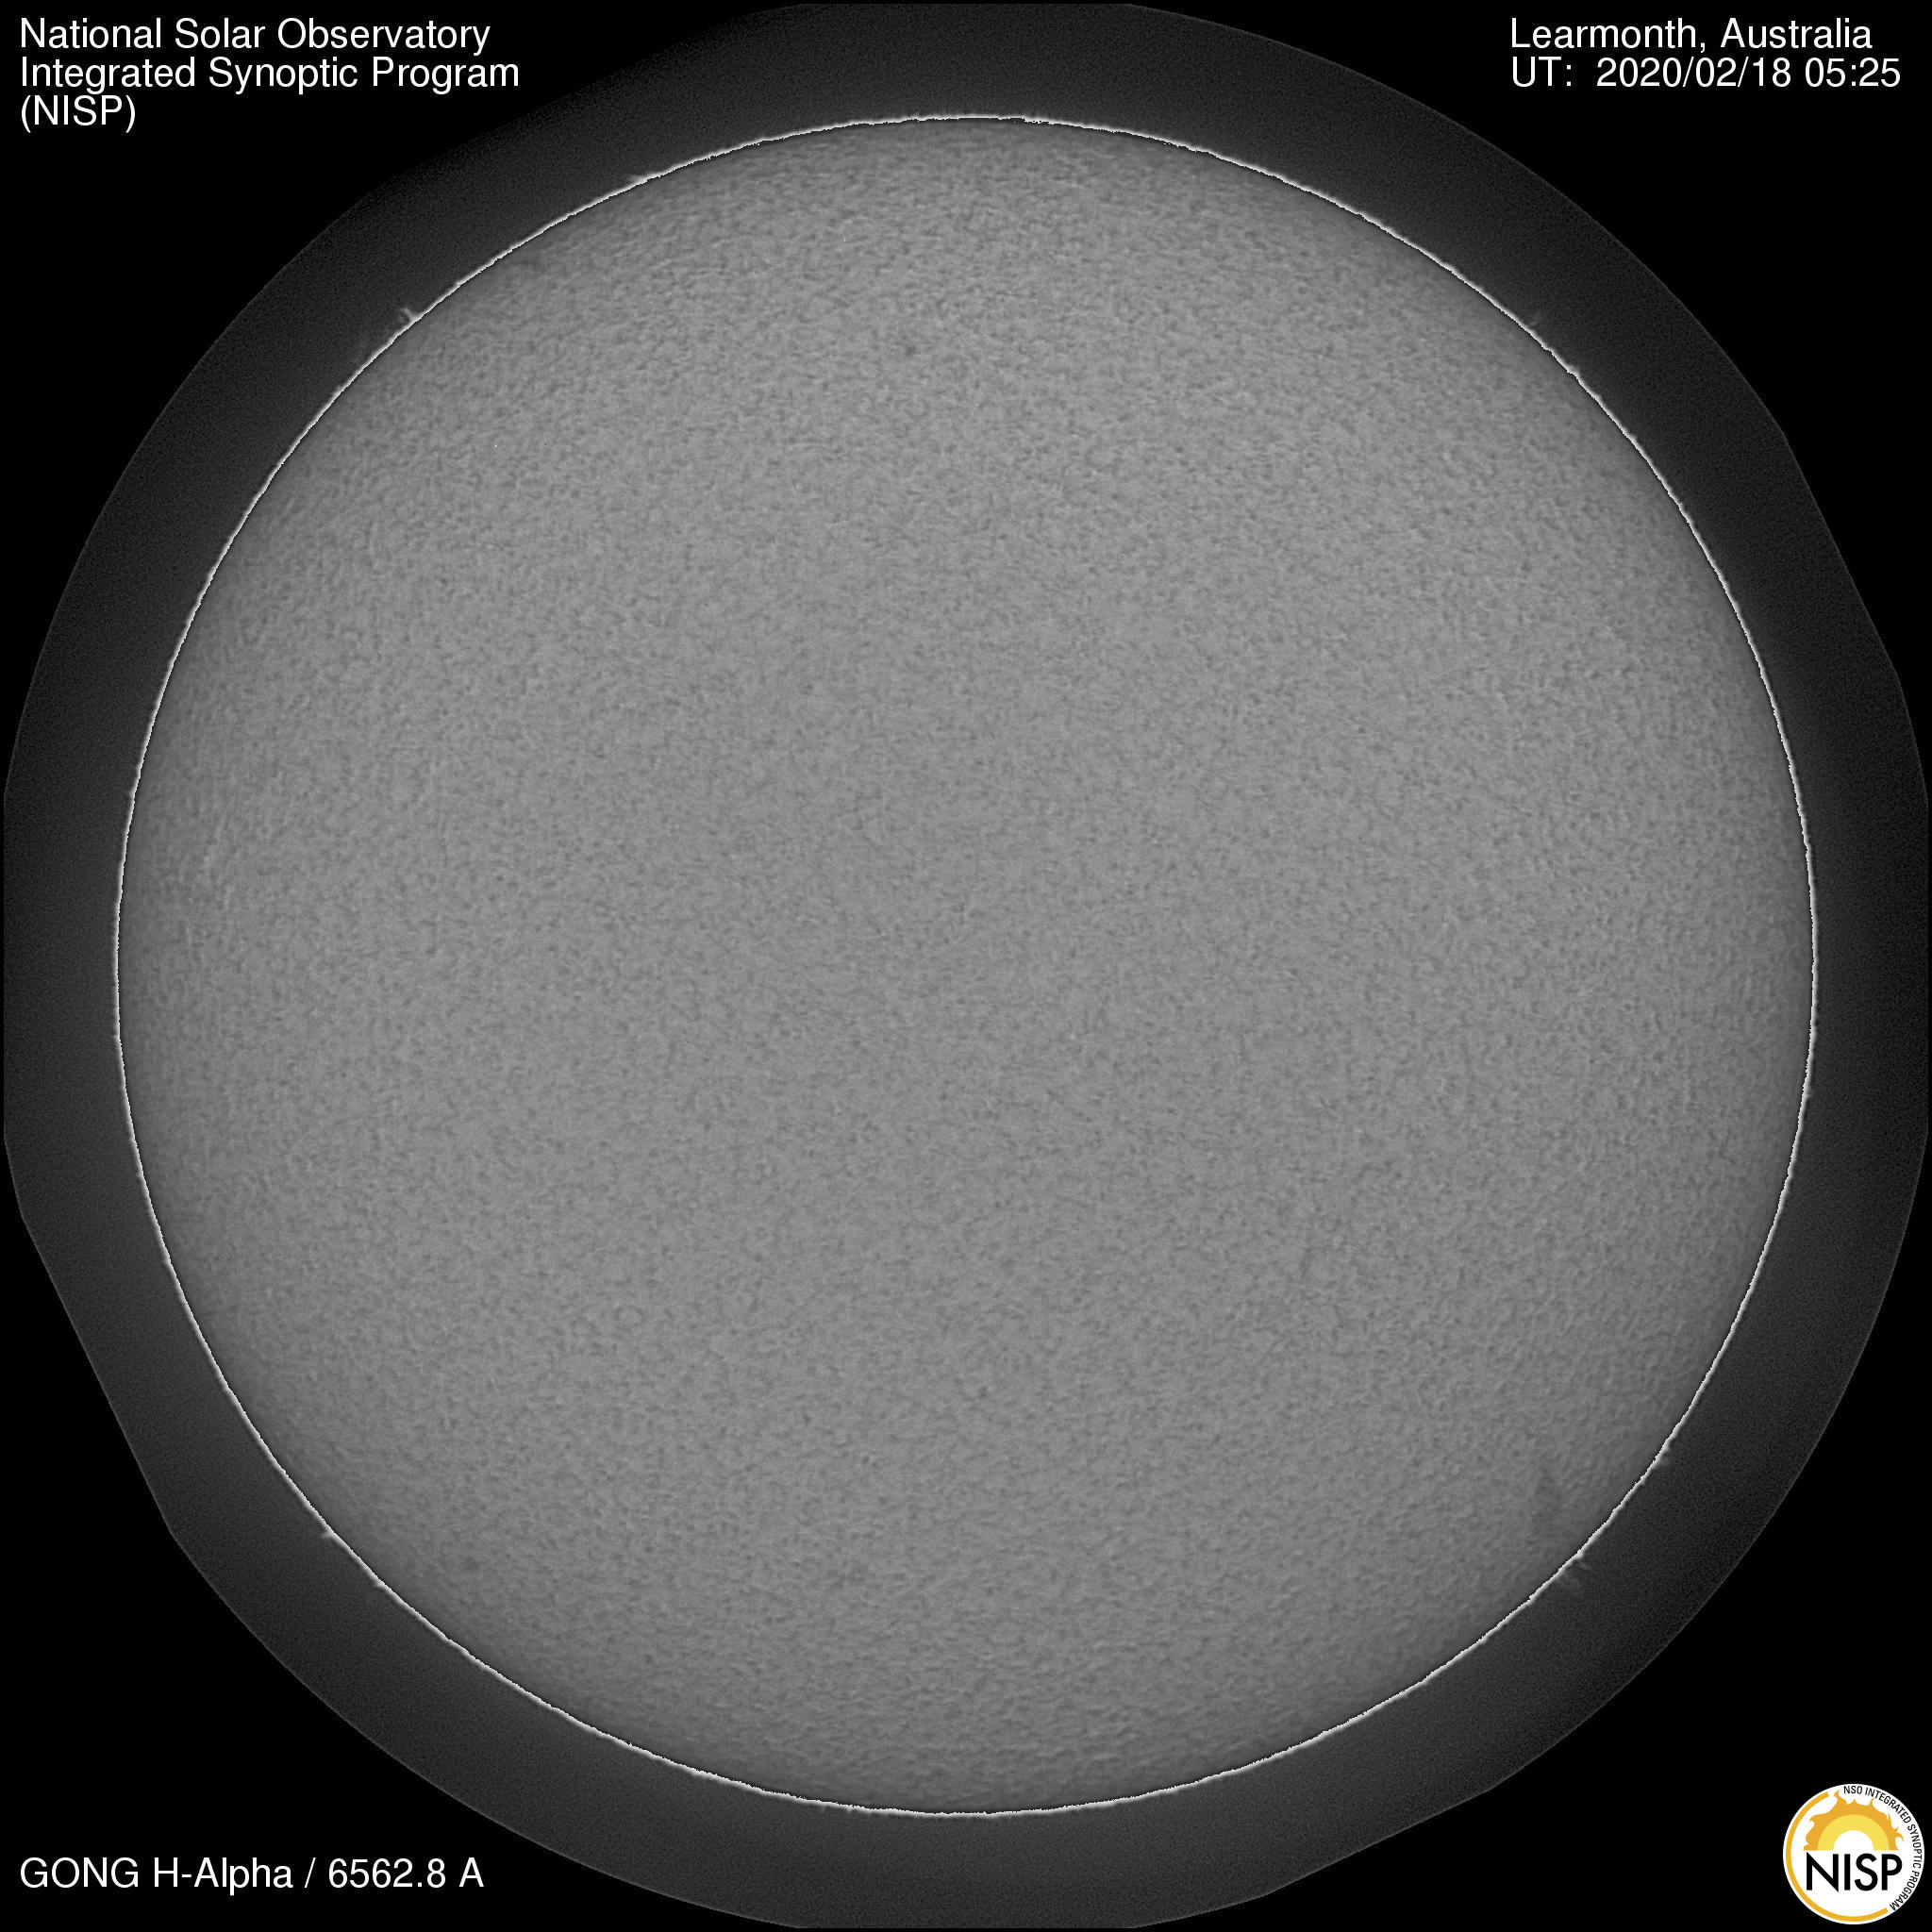 National Solar Observatory
Integrated Synoptic Program
(NISP)
Learmonth, Australia
UT: 2020/02/18 05:25
GONG H-Alpha / 6562.8 A
NSO INTEGRATED SYNOPTIC PROGRAM
NISP